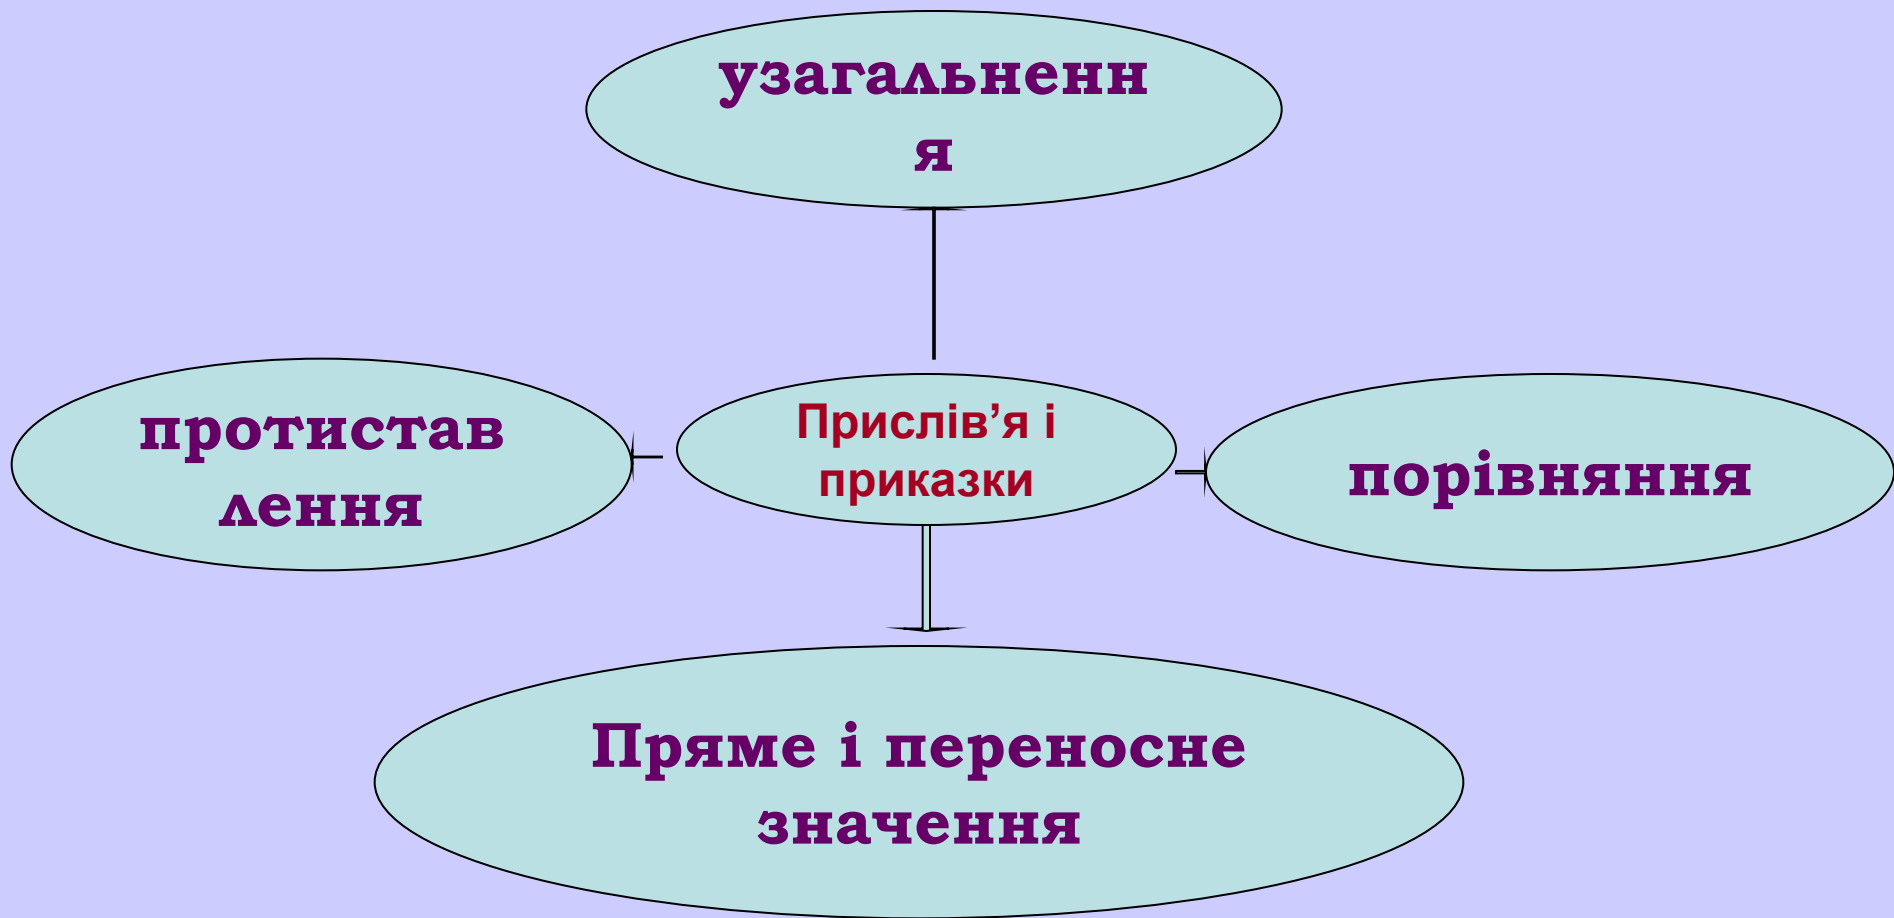 узагальненн
я
протистав
лення
Прислів’я і
приказки
порівняння
Пряме і переносне
значення